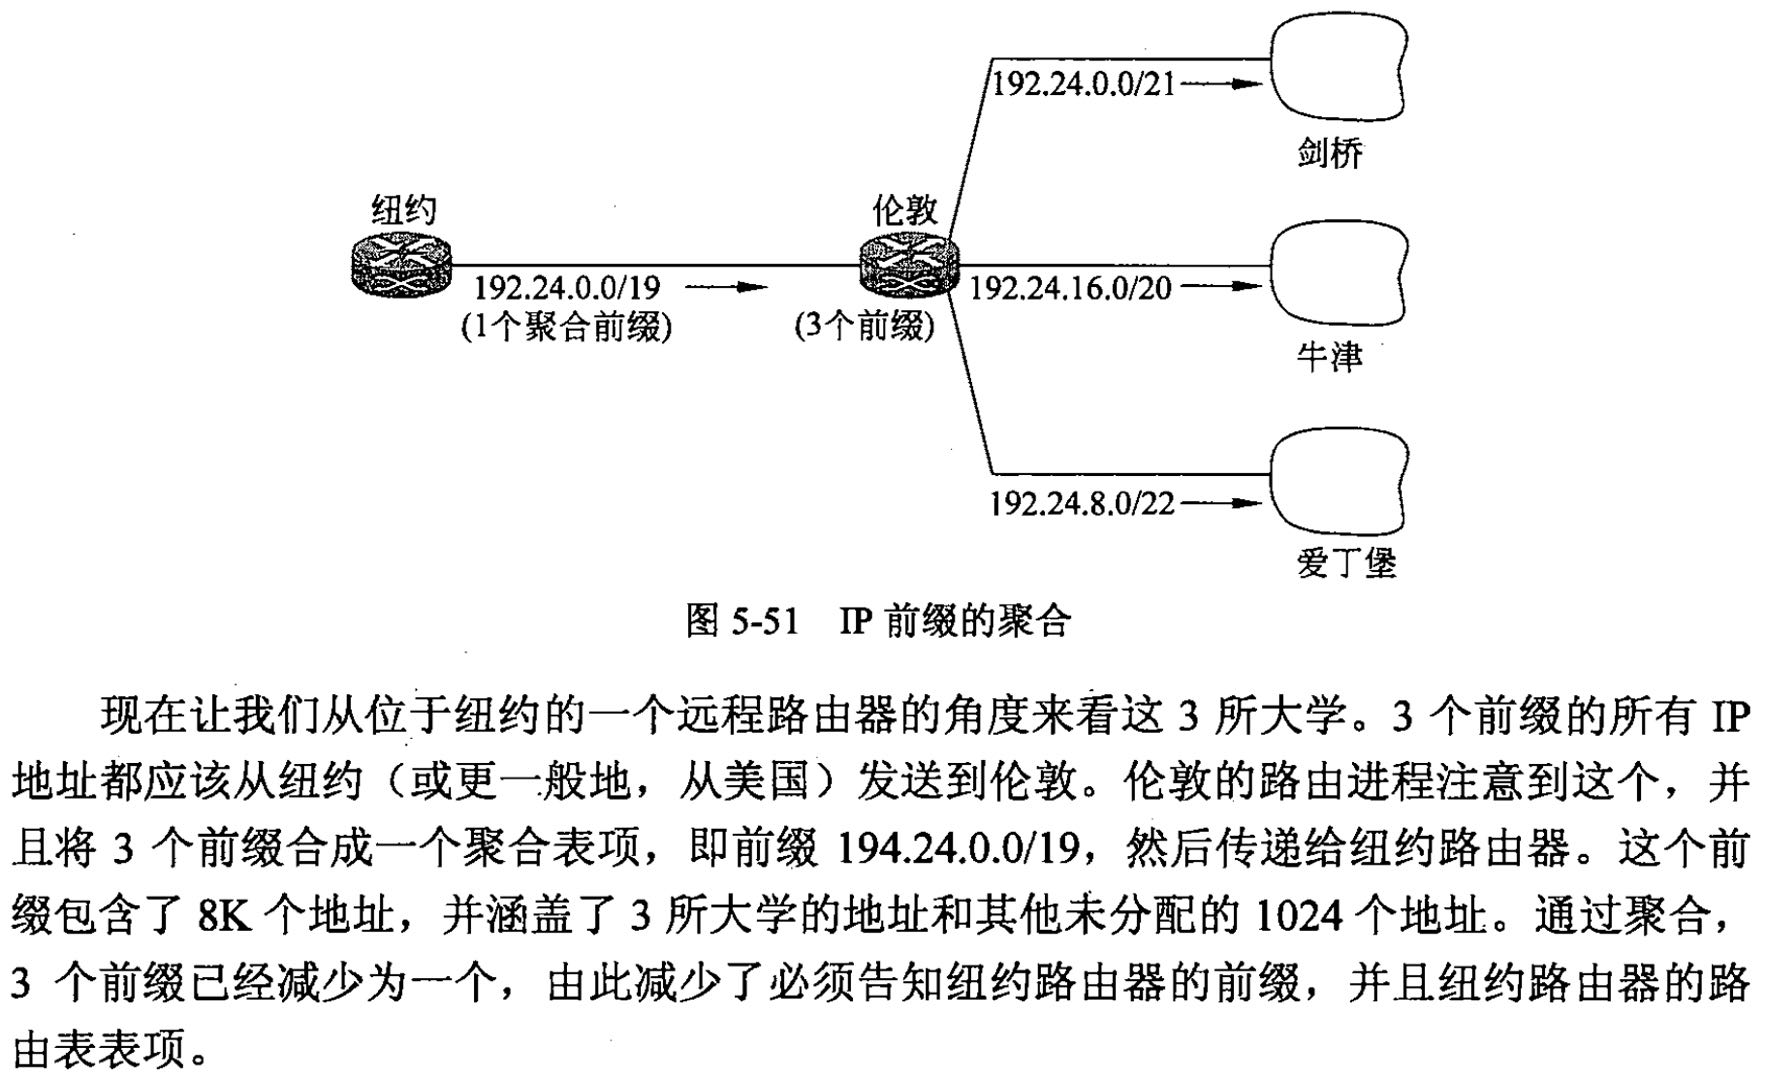 192.24.0.0/21
剑桥
纽约
伦敦
192.24.0.0/19
(1个聚合前缀)
(3个前缀)
192.24.16.0/20
牛津
192.24.8.0/22
爱丁堡
图 5-51 IP 前缀的聚合
现在让我们从位于纽约的一个远程路由器的角度来看这 3 所大学。3 个前缀的所有 IP
地址都应该从纽约（或更一般地，从美国）发送到伦敦。伦敦的路由进程注意到这个，并
且将 3 个前缀合成一个聚合表项，即前缀 194.24.0.0/19，然后传递给纽约路由器。这个前
缀包含了 8K 个地址，并涵盖了 3 所大学的地址和其他未分配的 1024 个地址。通过聚合，
3 个前缀已经减少为一个，由此减少了必须告知纽约路由器的前缀，并且纽约路由器的路
由表表项。